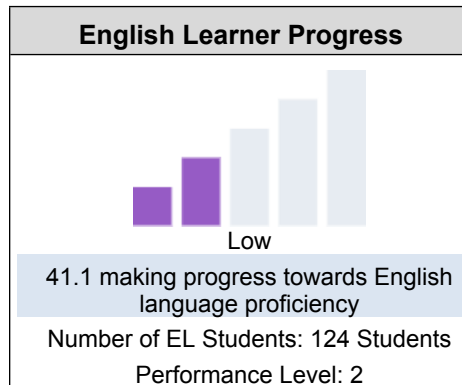 English Learner Progress
Low
41.1 making progress towards English
language proficiency
Number of EL Students: 124 Students
Performance Level: 2